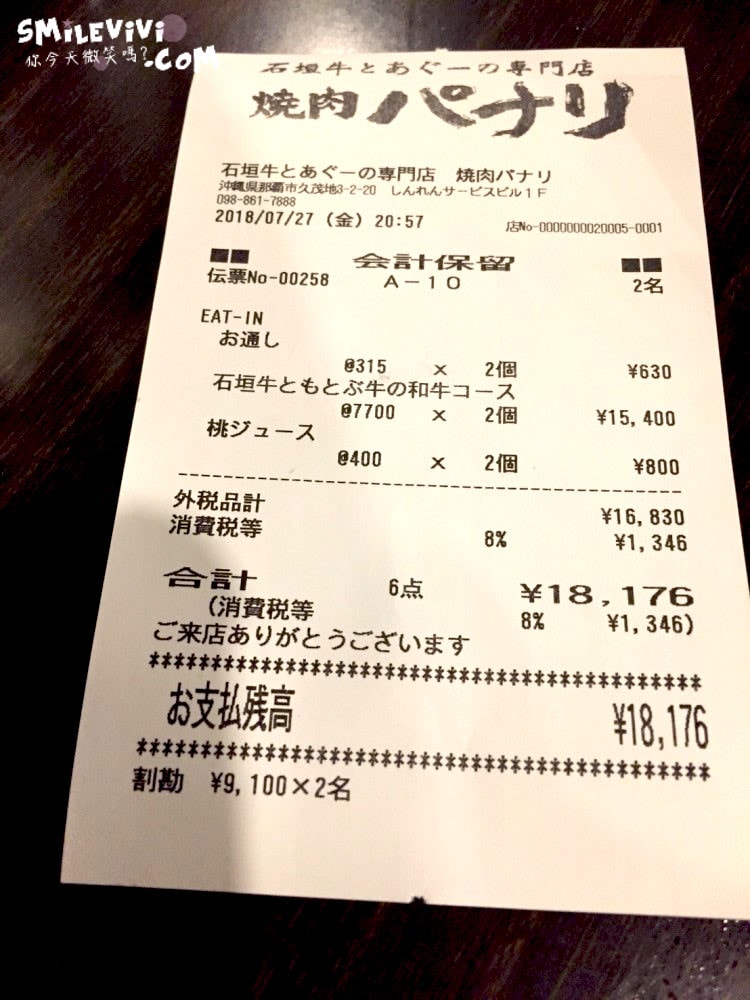 SMiLEViVi
你今天微笑嗎?.COM
石垣牛とあぐーの専門店
焼肉パナリ
石垣牛とあぐーの専門店 焼肉パナリ
沖縄県那覇市久茂地3-2-20 しんれんサービスビル1F
098-861-7888
2018/07/27 (金) 20:57 店No-0000000020005-0001
■■ 会計保留 ■■
伝票No-00258 A-10 2名
EAT-IN
お通し
@315 × 2個 ¥630
石垣牛ともとぶ牛の和牛コース
@7700 × 2個 ¥15,400
桃ジュース
@400 × 2個 ¥800
外税品計 ¥16,830
消費税等 8% ¥1,346
合計 6点 ¥18,176
(消費税等 8% ¥1,346)
ご来店ありがとうございます
******************************************
お支払残高 ¥18,176
******************************************
割勘 ¥9,100×2名